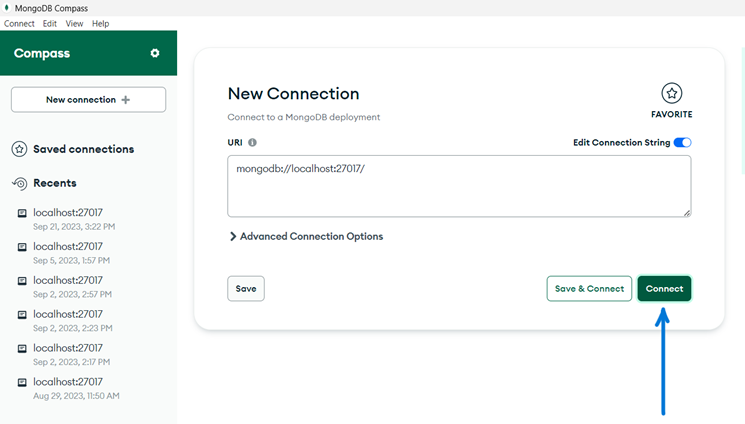 MongoDB Compass
Connect Edit View Help
Compass
New connection +
Saved connections
Recents
localhost:27017
Sep 21, 2023, 3:22 PM
localhost:27017
Sep 5, 2023, 1:57 PM
localhost:27017
Sep 2, 2023, 2:57 PM
localhost:27017
Sep 2, 2023, 2:23 PM
localhost:27017
Sep 2, 2023, 2:17 PM
localhost:27017
Aug 29, 2023, 11:50 AM
New Connection
Connect to a MongoDB deployment
FAVORITE
URI
Edit Connection String
mongodb://localhost:27017/
Advanced Connection Options
Save
Save & Connect
Connect